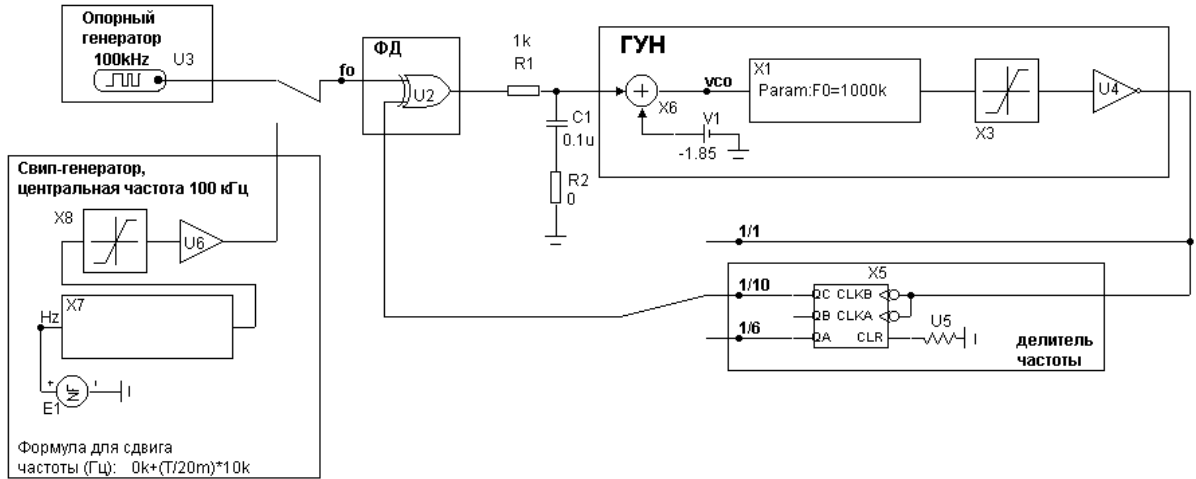 Опорный
генератор
100kHz
U3
fo
ФД
U2
1k
R1
C1
0.1u
R2
0
ГУН
X6
vco
V1
-1.85
X1
Param:F0=1000k
X3
U4
Свип-генератор,
центральная частота 100 кГц
X8
U6
X7
Hz
+
-
NF
E1
I
Формула для сдвига
частоты (Гц): 0k+(T/20m)*10k
1/1
1/10
1/6
X5
QC CLKB
QB CLKA
QA CLR
U5
I
делитель
частоты